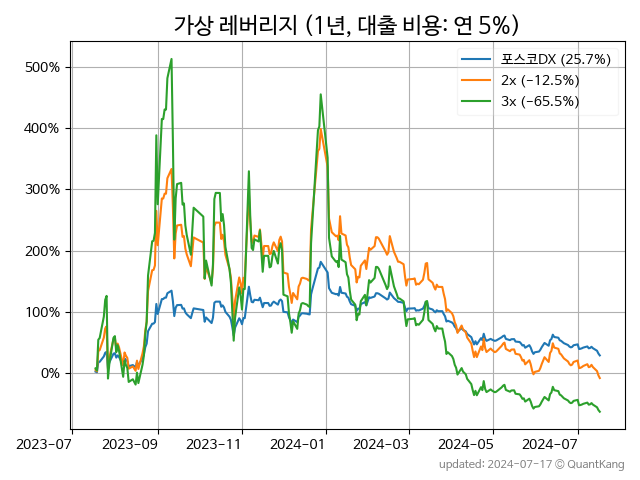 가상 레버리지 (1년, 대출 비용: 연 5%)
포스코DX (25.7%)
2x (−12.5%)
3x (−65.5%)
500%
400%
300%
200%
100%
0%
2023-07 2023-09 2023-11 2024-01 2024-03 2024-05 2024-07
updated: 2024-07-17 © QuantKang